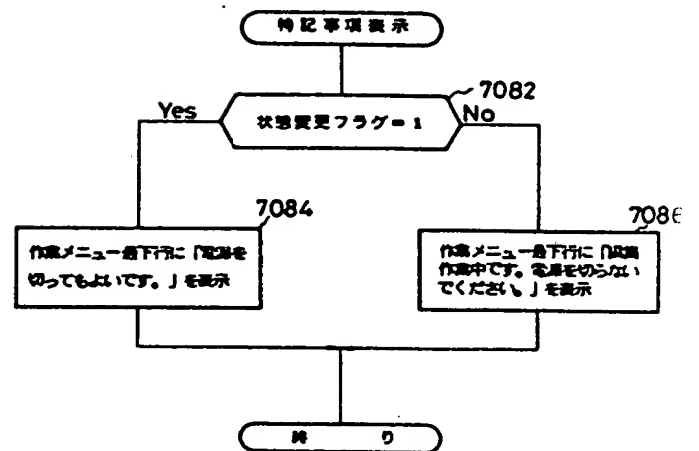 特記事項表示
7082
Yes
状態変更フラグ=1
No
7084
7086
作業メニュー最下行に「電源を
切ってもよいです。」を表示
作業メニュー最下行に「
作業中です。電源を切らない
でください。」を表示
終り